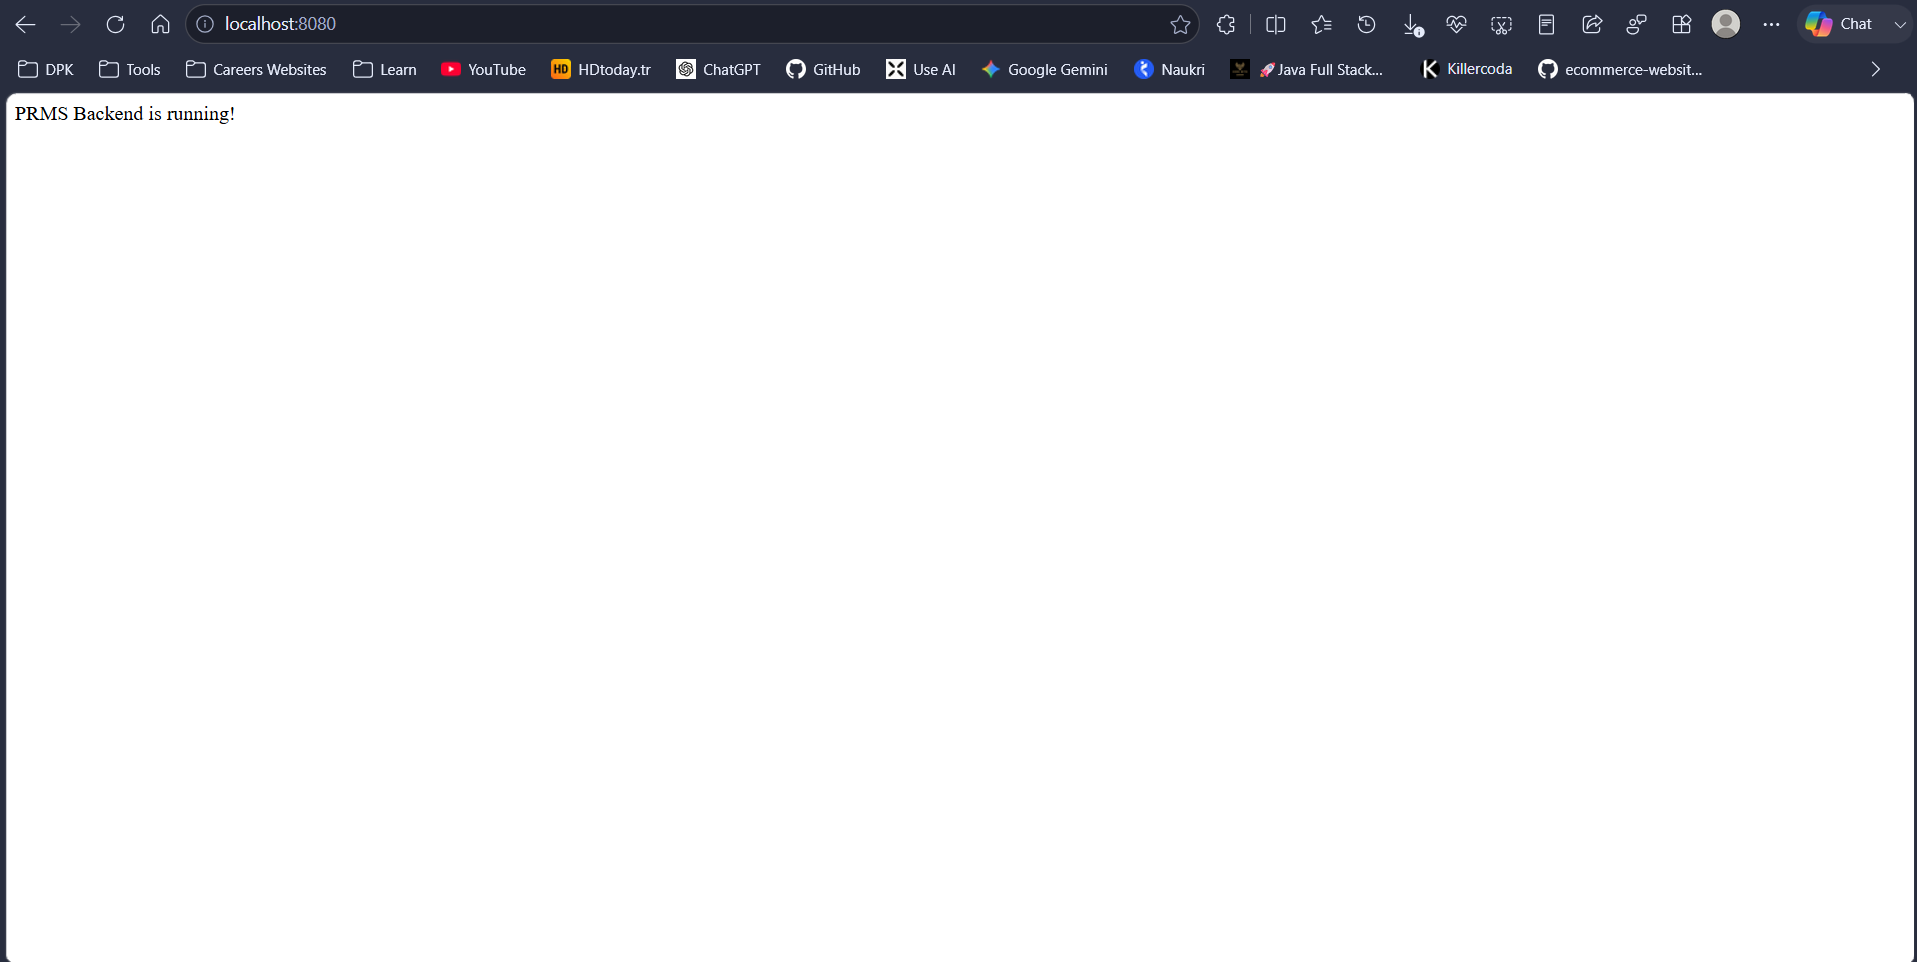 localhost:8080
Chat
DPK Tools Careers Websites Learn YouTube HD HDtoday.tr ChatGPT GitHub Use AI Google Gemini Naukri 🚀Java Full Stack... Killercoda ecommerce-websit...
PRMS Backend is running!